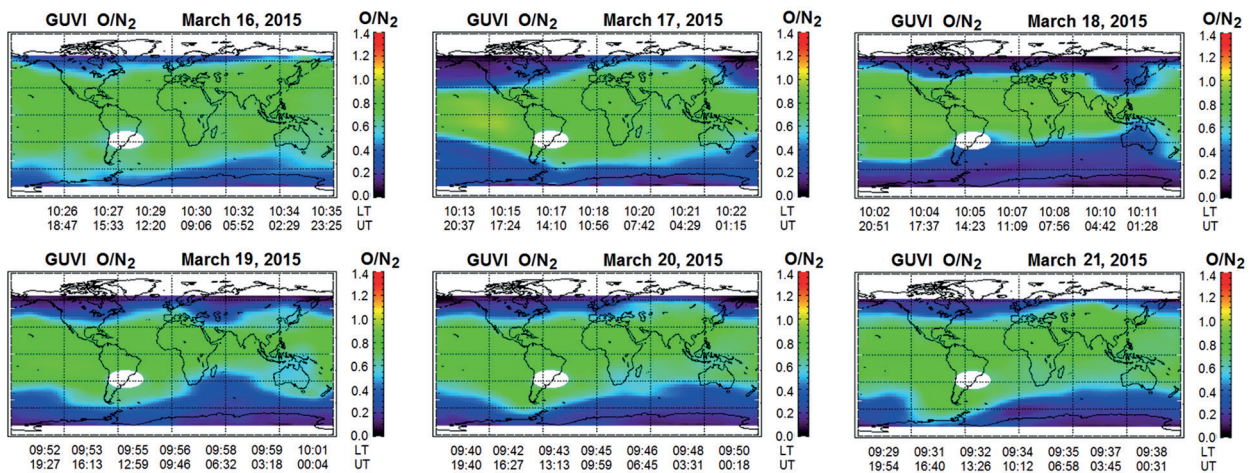 GUVI O/N2 March 16, 2015 O/N2
1.4
1.2
1.0
0.8
0.6
0.4
0.2
0.0
10:26 10:27 10:29 10:30 10:32 10:34 10:35 LT
18:47 15:33 12:20 09:06 05:52 02:29 23:25 UT
GUVI O/N2 March 17, 2015 O/N2
1.4
1.2
1.0
0.8
0.6
0.4
0.2
0.0
10:13 10:15 10:17 10:18 10:20 10:21 10:22 LT
20:37 17:24 14:10 10:56 07:42 04:29 01:15 UT
GUVI O/N2 March 18, 2015 O/N2
1.4
1.2
1.0
0.8
0.6
0.4
0.2
0.0
10:02 10:04 10:05 10:07 10:08 10:10 10:11 LT
20:51 17:37 14:23 11:09 07:56 04:42 01:28 UT
GUVI O/N2 March 19, 2015 O/N2
1.4
1.2
1.0
0.8
0.6
0.4
0.2
0.0
09:52 09:53 09:55 09:56 09:58 09:59 10:01 LT
19:27 16:13 12:59 09:46 06:32 03:18 00:04 UT
GUVI O/N2 March 20, 2015 O/N2
1.4
1.2
1.0
0.8
0.6
0.4
0.2
0.0
09:40 09:42 09:43 09:45 09:46 09:48 09:50 LT
19:40 16:27 13:13 09:59 06:45 03:31 00:18 UT
GUVI O/N2 March 21, 2015 O/N2
1.4
1.2
1.0
0.8
0.6
0.4
0.2
0.0
09:29 09:31 09:32 09:34 09:35 09:37 09:38 LT
19:54 16:40 13:26 10:12 06:58 03:45 00:31 UT